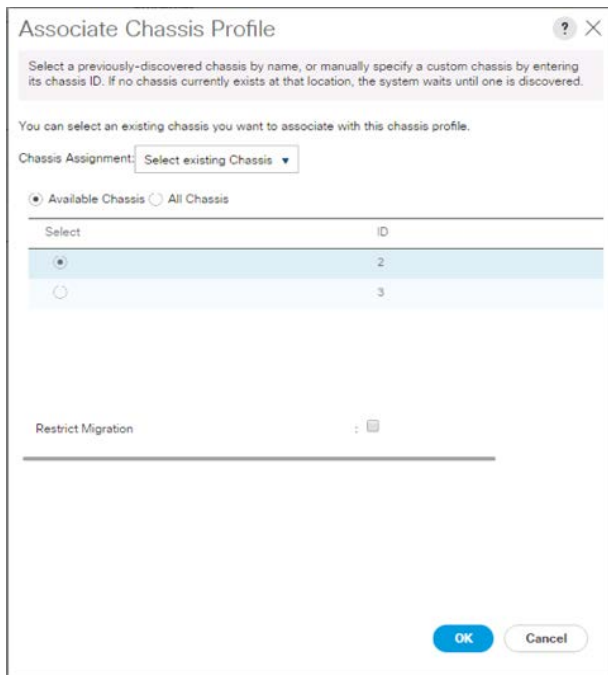 Associate Chassis Profile
?
Select a previously-discovered chassis by name, or manually specify a custom chassis by entering
its chassis ID. If no chassis currently exists at that location, the system waits until one is discovered.
You can select an existing chassis you want to associate with this chassis profile.
Chassis Assignment: Select existing Chassis
Available Chassis All Chassis
Select ID
2
3
Restrict Migration :
OK Cancel